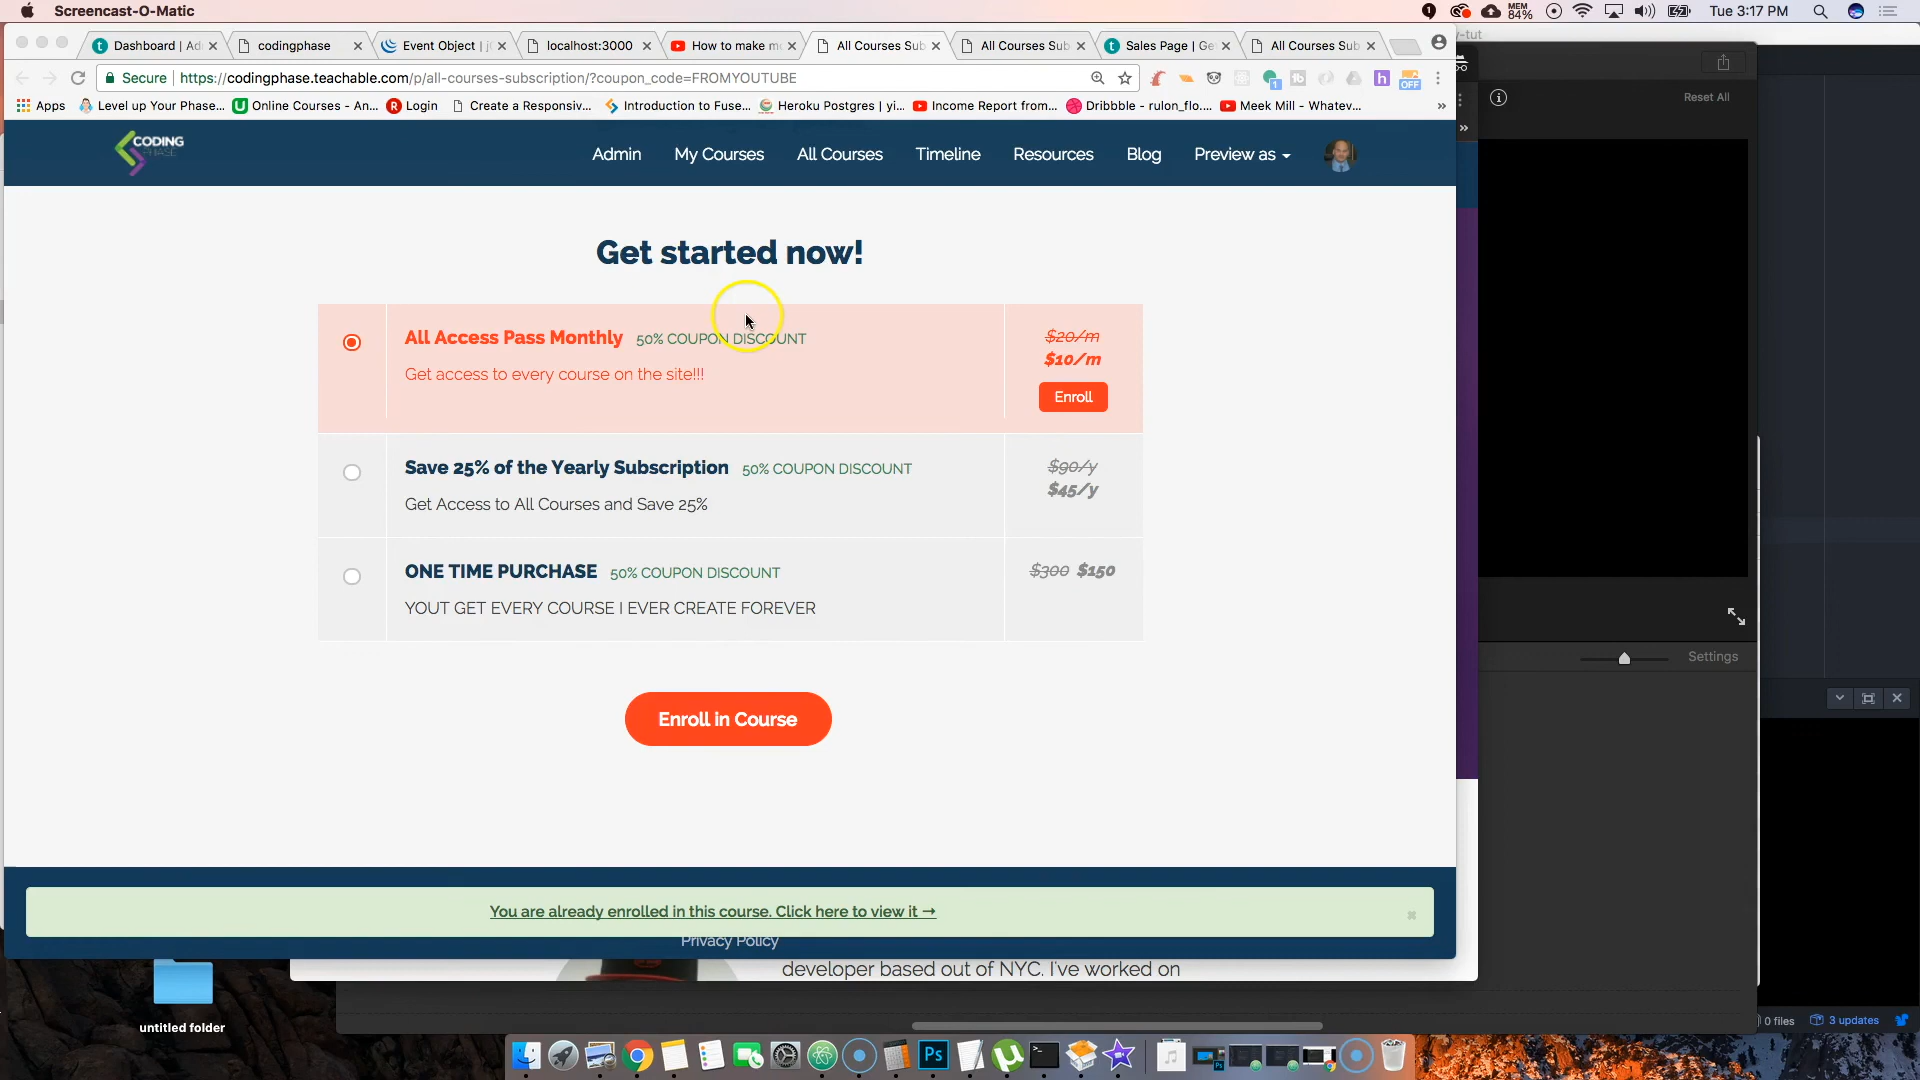 Screencast-O-Matic
MEM
84%
Tue 3:17 PM
Dashboard | Ad
codingphase
Event Object | j
localhost:3000
How to make m
All Courses Sub
All Courses Sub
Sales Page | Ge
All Courses Sub
y-tut
Secure | https://codingphase.teachable.com/p/all-courses-subscription/?coupon_code=FROMYOUTUBE
OFF
Apps
Level up Your Phase...
Online Courses - An...
Login
Create a Responsiv...
Introduction to Fuse...
Heroku Postgres | yi...
Income Report from...
Dribbble - rulon_flo....
Meek Mill - Whatev...
Reset All
CODING
PHASE
Admin
My Courses
All Courses
Timeline
Resources
Blog
Preview as
Get started now!
All Access Pass Monthly 50% COUPON DISCOUNT
Get access to every course on the site!!!
$20/m
$10/m
Enroll
Save 25% of the Yearly Subscription 50% COUPON DISCOUNT
Get Access to All Courses and Save 25%
$90/y
$45/y
ONE TIME PURCHASE 50% COUPON DISCOUNT
YOUT GET EVERY COURSE I EVER CREATE FOREVER
$300 $150
Settings
Enroll in Course
You are already enrolled in this course. Click here to view it →
Privacy Policy
developer based out of NYC. I've worked on
untitled folder
0 files
3 updates
Ps